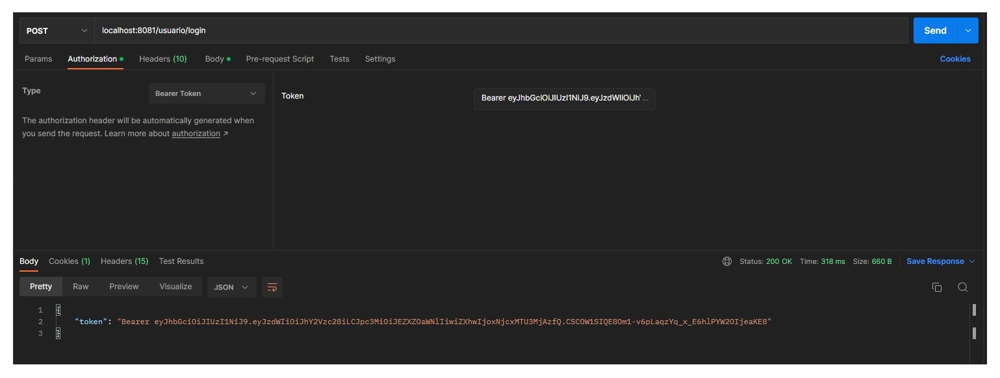 POST localhost:8081/usuario/login Send
Params Authorization Headers (10) Body Pre-request Script Tests Settings Cookies
Type Bearer Token
Token Bearer eyJhbGciOiJIUzI1NiJ9.eyJzdWIiOiJh' ...
The authorization header will be automatically generated when
you send the request. Learn more about authorization ↗
Body Cookies (1) Headers (15) Test Results Status: 200 OK Time: 318 ms Size: 660 B Save Response
Pretty Raw Preview Visualize JSON
1 {
2 "token": "Bearer eyJhbGciOiJIUzI1NiJ9.eyJzdWIiOiJhY2Vzc28iLCJpc3MiOiJEZXZOaWNlIiwiZXhwIjoxNjcxMTU3MjAzfQ.CSCOW1SIQE8Om1-v6pLaqzYq_x_E6hlPYW2OIjeaKE8"
3 }